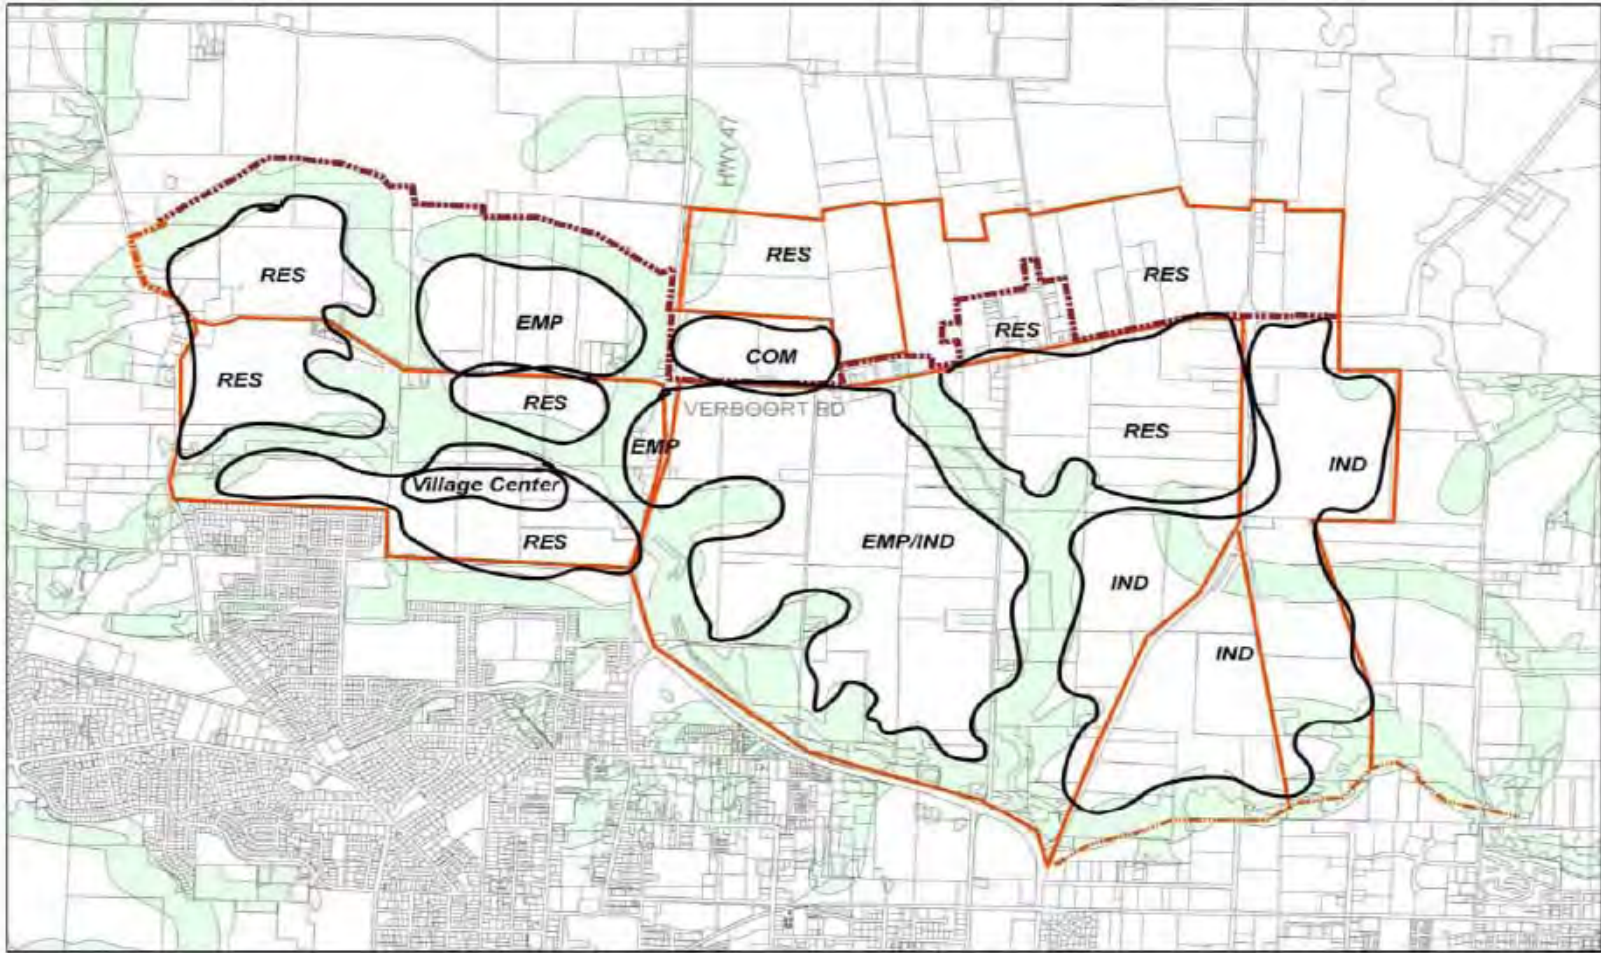 HWY 47
RES
RES
RES
EMP
RES
COM
RES
RES
VERBOORT RD
RES
EMP
RES
IND
Village Center
RES
EMP/IND
IND
IND